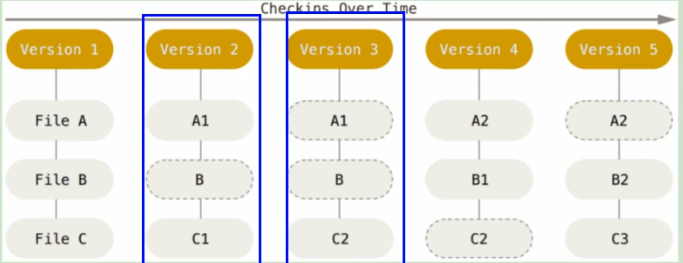 Checkins Over Time
Version 1 Version 2 Version 3 Version 4 Version 5
File A A1 A1 A2 A2
File B B B B1 B2
File C C1 C2 C2 C3